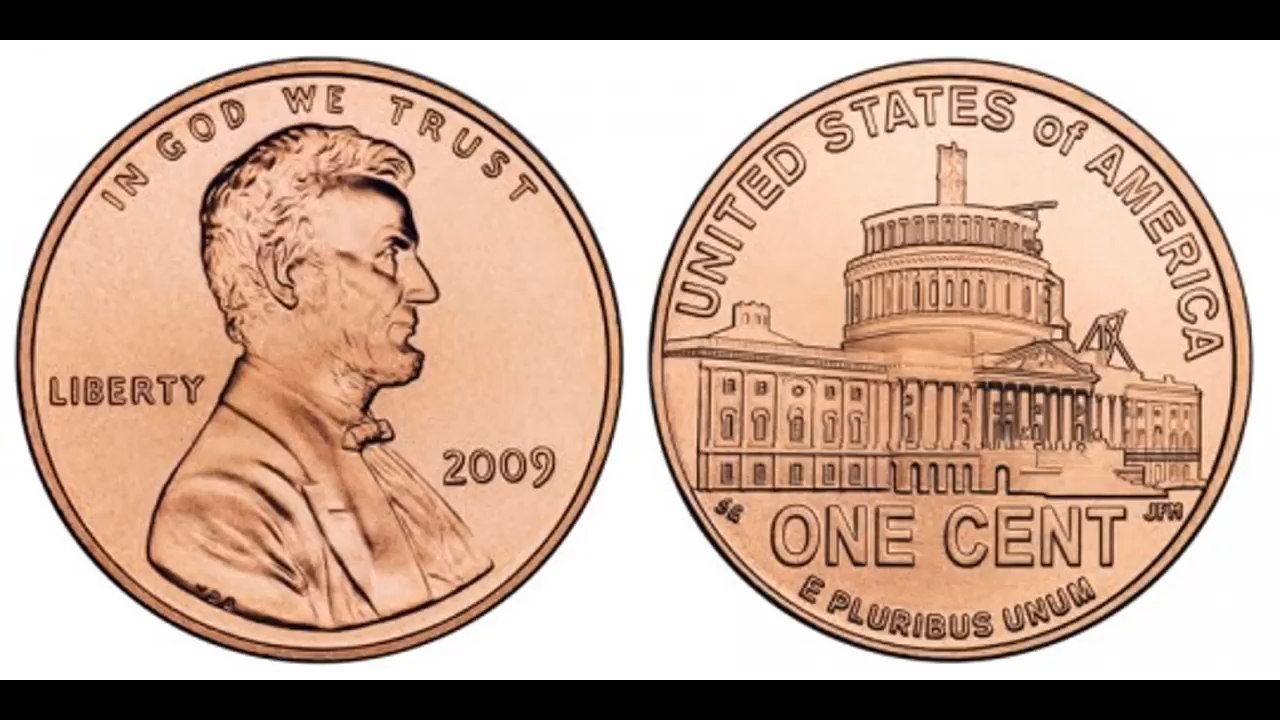 IN GOD WE TRUST
LIBERTY
2009
UNITED STATES of AMERICA
SE
JFM
ONE CENT
E PLURIBUS UNUM